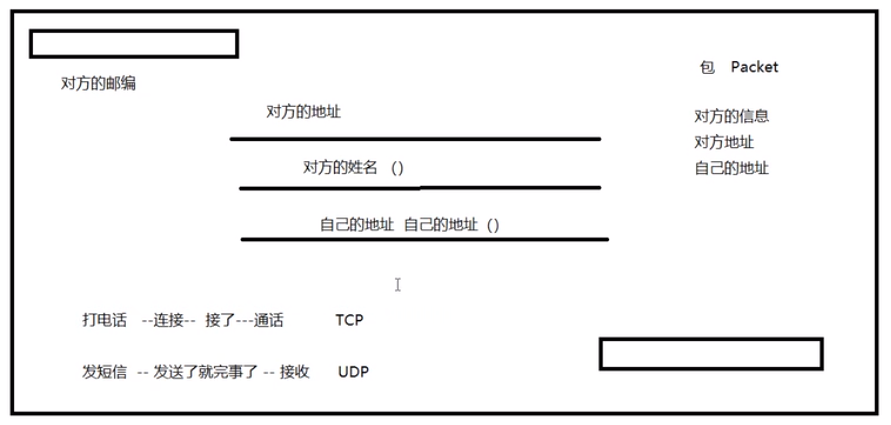 对方的邮编
对方的地址
对方的姓名 ()
自己的地址 自己的地址 ()
包 Packet
对方的信息
对方地址
自己的地址
打电话 --连接-- 接了---通话 TCP
发短信 -- 发送了就完事了 -- 接收 UDP